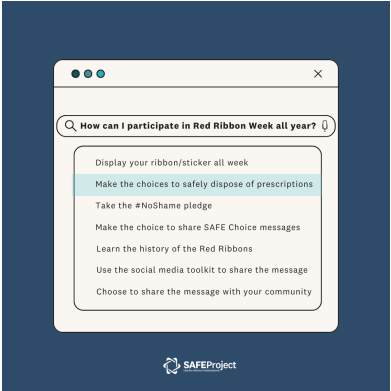 How can I participate in Red Ribbon Week all year?
Display your ribbon/sticker all week
Make the choices to safely dispose of prescriptions
Take the #NoShame pledge
Make the choice to share SAFE Choice messages
Learn the history of the Red Ribbons
Use the social media toolkit to share the message
Choose to share the message with your community
SAFEProject